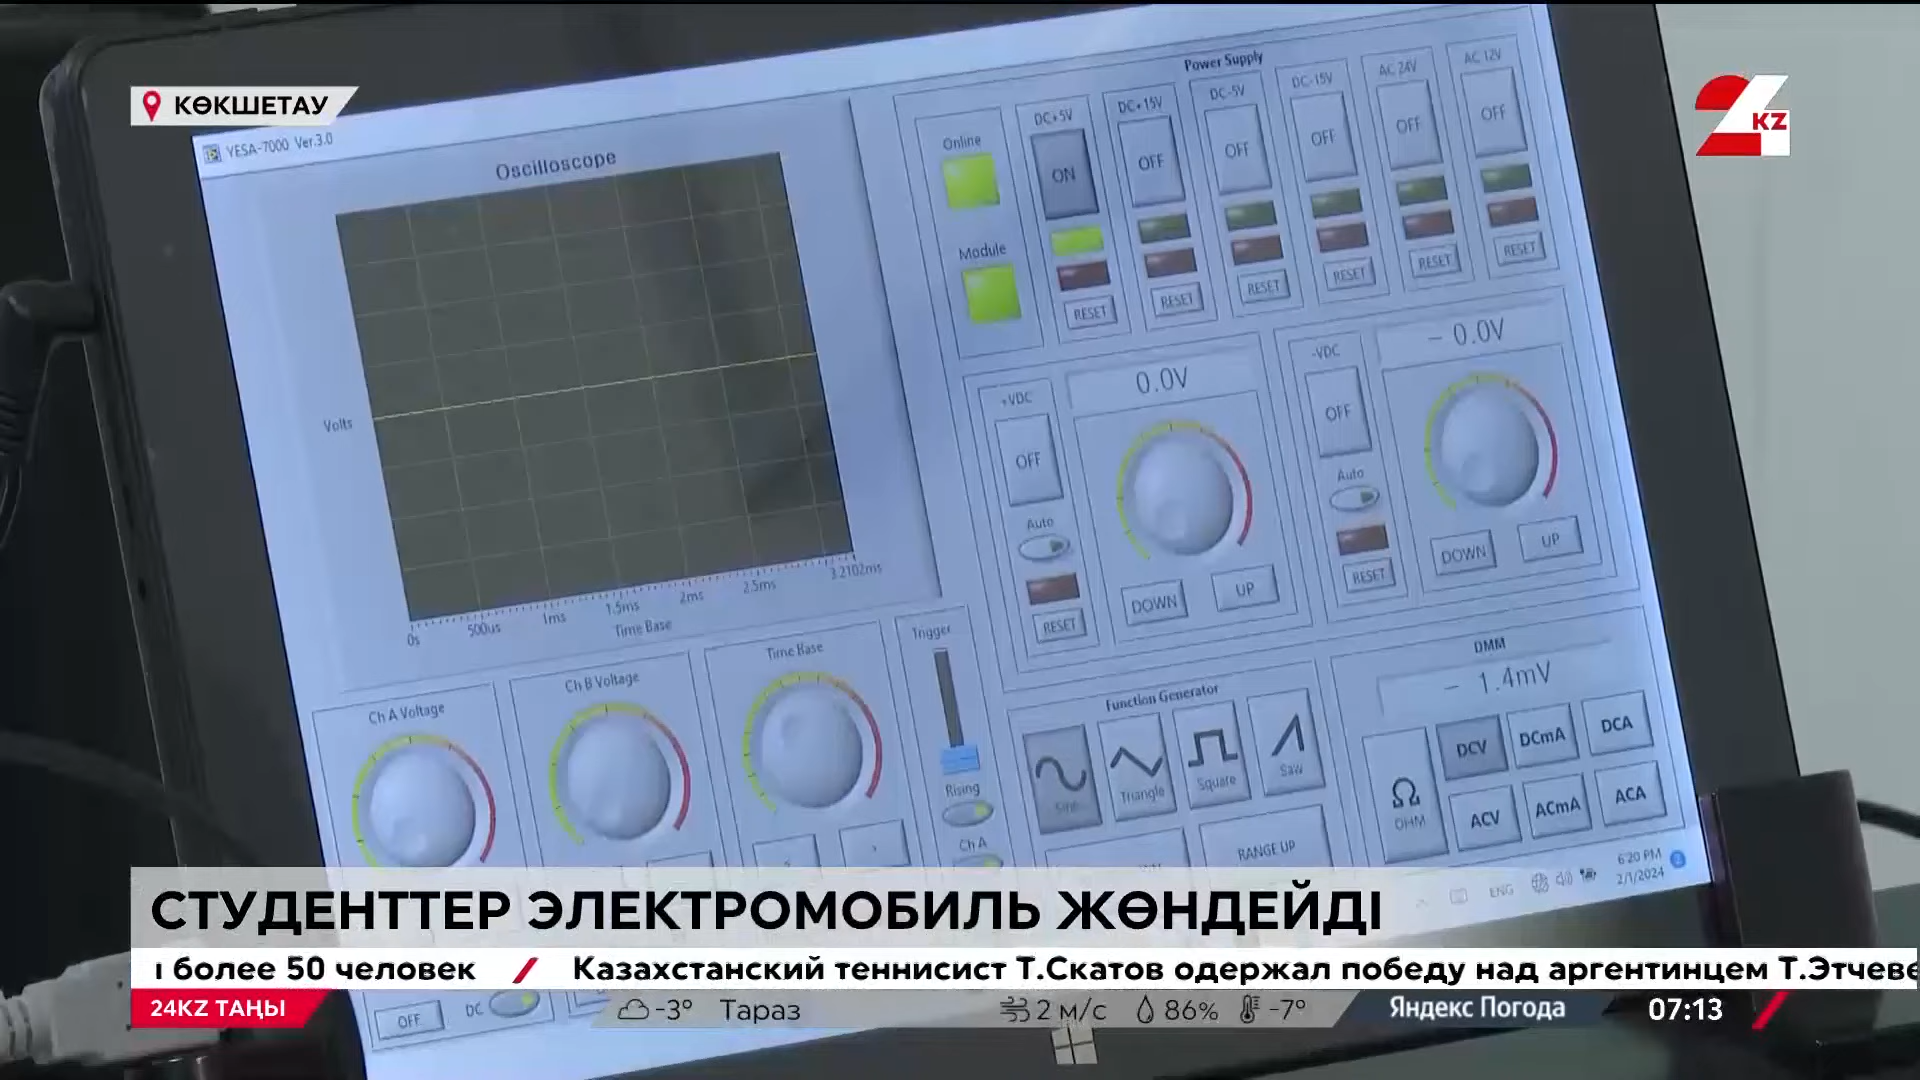 КӨКШЕТАУ
24 KZ
YESA-7000 Ver.3.0
Oscilloscope
Volts
0s 500us 1ms 1.5ms 2ms 2.5ms 3.2102ms
Time Base
Online
Module
Power Supply
DC+5V DC+15V DC-5V DC-15V AC 24V AC 12V
ON OFF OFF OFF OFF OFF
RESET RESET RESET RESET RESET RESET
+VDC
OFF
Auto
RESET
0.0V
DOWN UP
-VDC
OFF
Auto
RESET
- 0.0V
DOWN UP
Ch A Voltage
Ch B Voltage
Time Base
Trigger
Rising
Ch A
Function Generator
Sine Triangle Square Saw
RANGE UP
DMM
- 1.4mV
Ω OHM
DCV DCmA DCA
ACV ACmA ACA
ENG
6:20 PM
2/1/2024
OFF
DC
СТУДЕНТТЕР ЭЛЕКТРОМОБИЛЬ ЖӨНДЕЙДІ
более 50 человек / Казахстанский теннисист Т.Скатов одержал победу над аргентинцем Т.Этчеве
24KZ ТАҢЫ
-3° Тараз 2 м/с 86% -7° Яндекс Погода 07:13